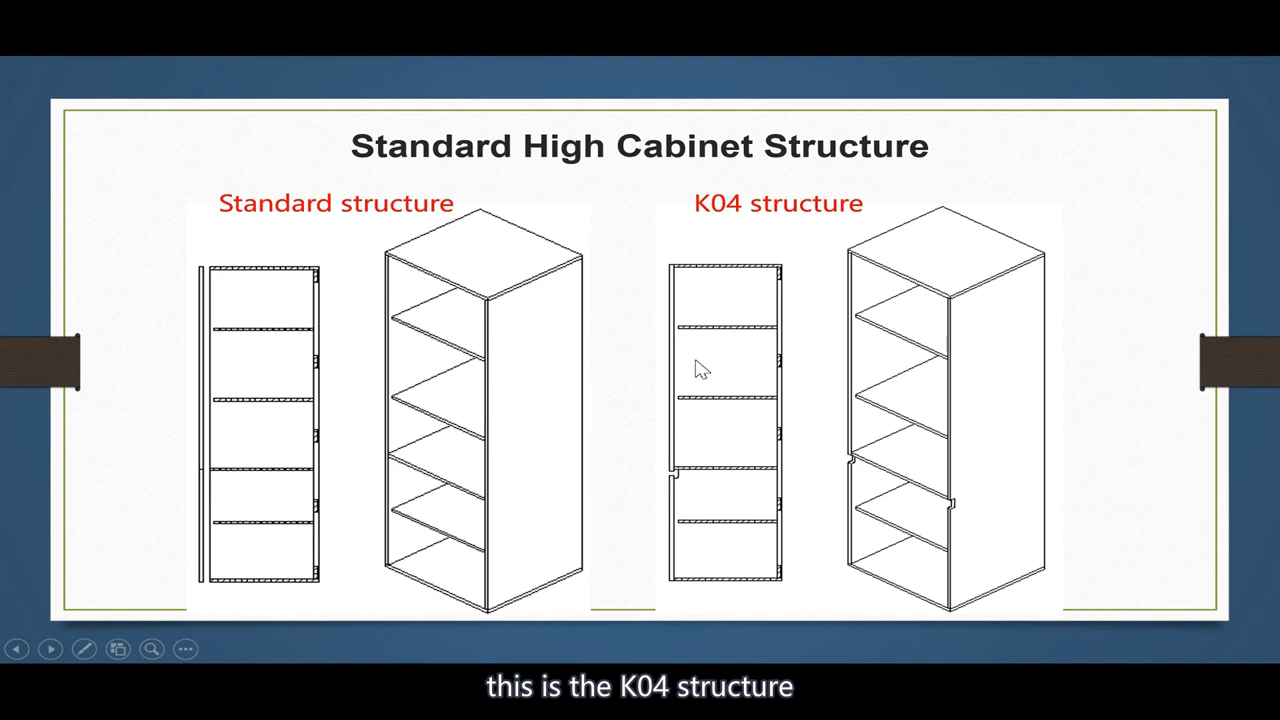 Standard High Cabinet Structure
Standard structure
K04 structure
this is the K04 structure